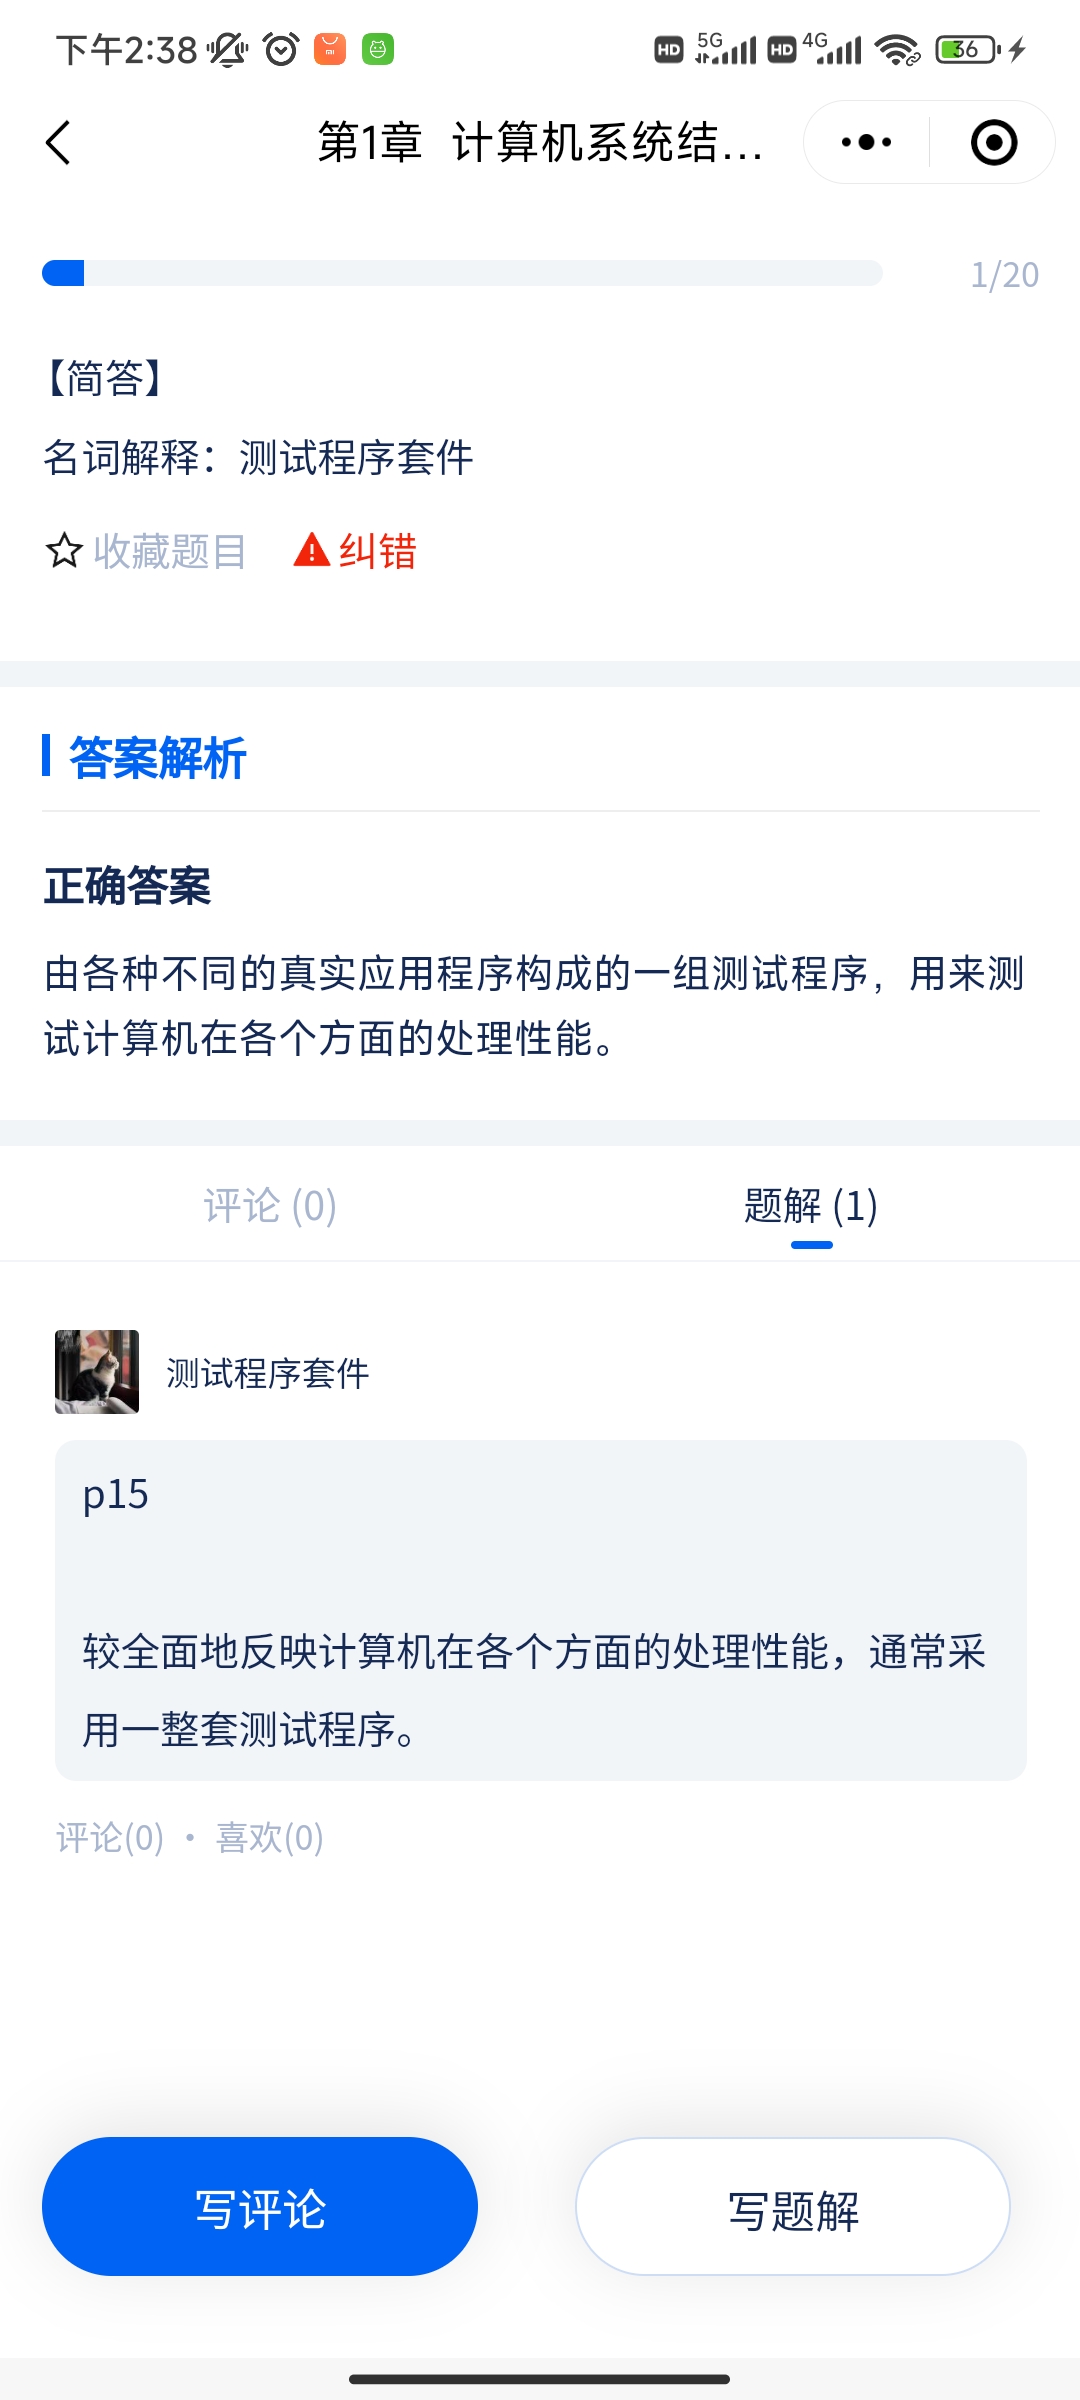 下午2:38
HD 5G HD 4G 36
第1章 计算机系统结...
1/20
【简答】
名词解释：测试程序套件
收藏题目 纠错
答案解析
正确答案
由各种不同的真实应用程序构成的一组测试程序，用来测
试计算机在各个方面的处理性能。
评论 (0) 题解 (1)
测试程序套件
p15
较全面地反映计算机在各个方面的处理性能，通常采
用一整套测试程序。
评论(0) · 喜欢(0)
写评论 写题解